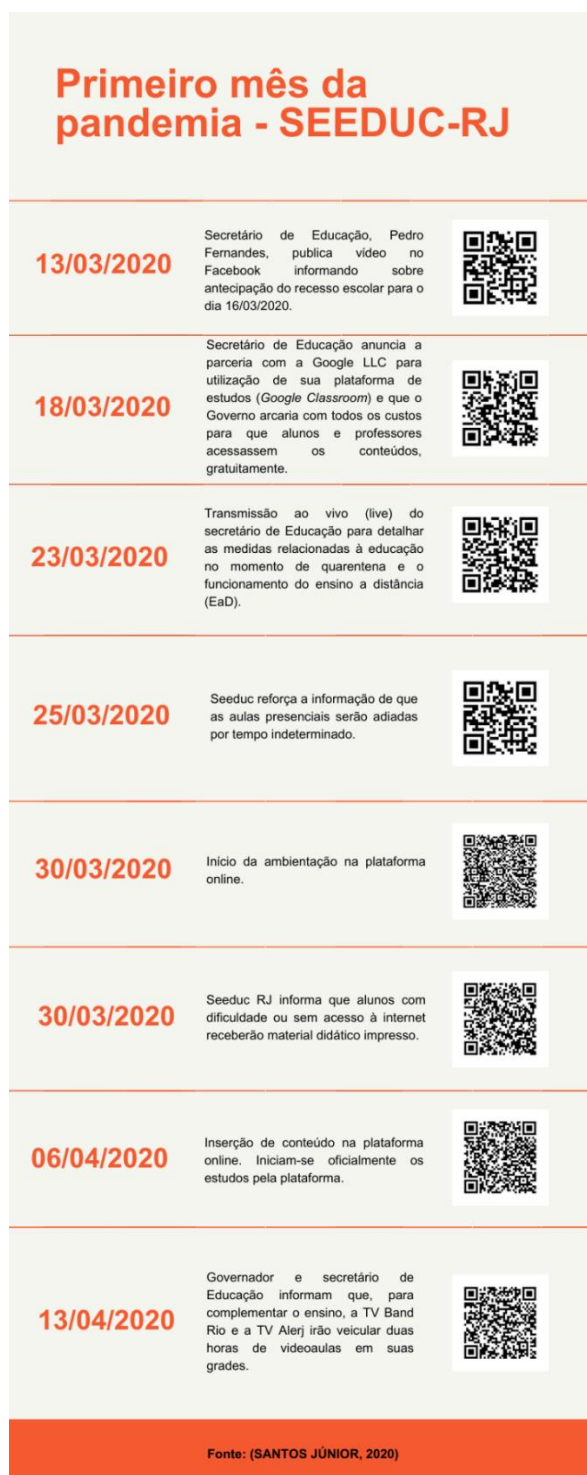 Primeiro mês da
pandemia - SEEDUC-RJ
13/03/2020
Secretário de Educação, Pedro
Fernandes, publica vídeo no
Facebook informando sobre
antecipação do recesso escolar para o
dia 16/03/2020.
18/03/2020
Secretário de Educação anuncia a
parceria com a Google LLC para
utilização de sua plataforma de
estudos (Google Classroom) e que o
Governo arcaria com todos os custos
para que alunos e professores
acessassem os conteúdos,
gratuitamente.
23/03/2020
Transmissão ao vivo (live) do
secretário de Educação para detalhar
as medidas relacionadas à educação
no momento de quarentena e o
funcionamento do ensino a distância
(EaD).
25/03/2020
Seeduc reforça a informação de que
as aulas presenciais serão adiadas
por tempo indeterminado.
30/03/2020
Início da ambientação na plataforma
online.
30/03/2020
Seeduc RJ informa que alunos com
dificuldade ou sem acesso à internet
receberão material didático impresso.
06/04/2020
Inserção de conteúdo na plataforma
online. Iniciam-se oficialmente os
estudos pela plataforma.
13/04/2020
Governador e secretário de
Educação informam que, para
complementar o ensino, a TV Band
Rio e a TV Alerj irão veicular duas
horas de videoaulas em suas
grades.
Fonte: (SANTOS JÚNIOR, 2020)